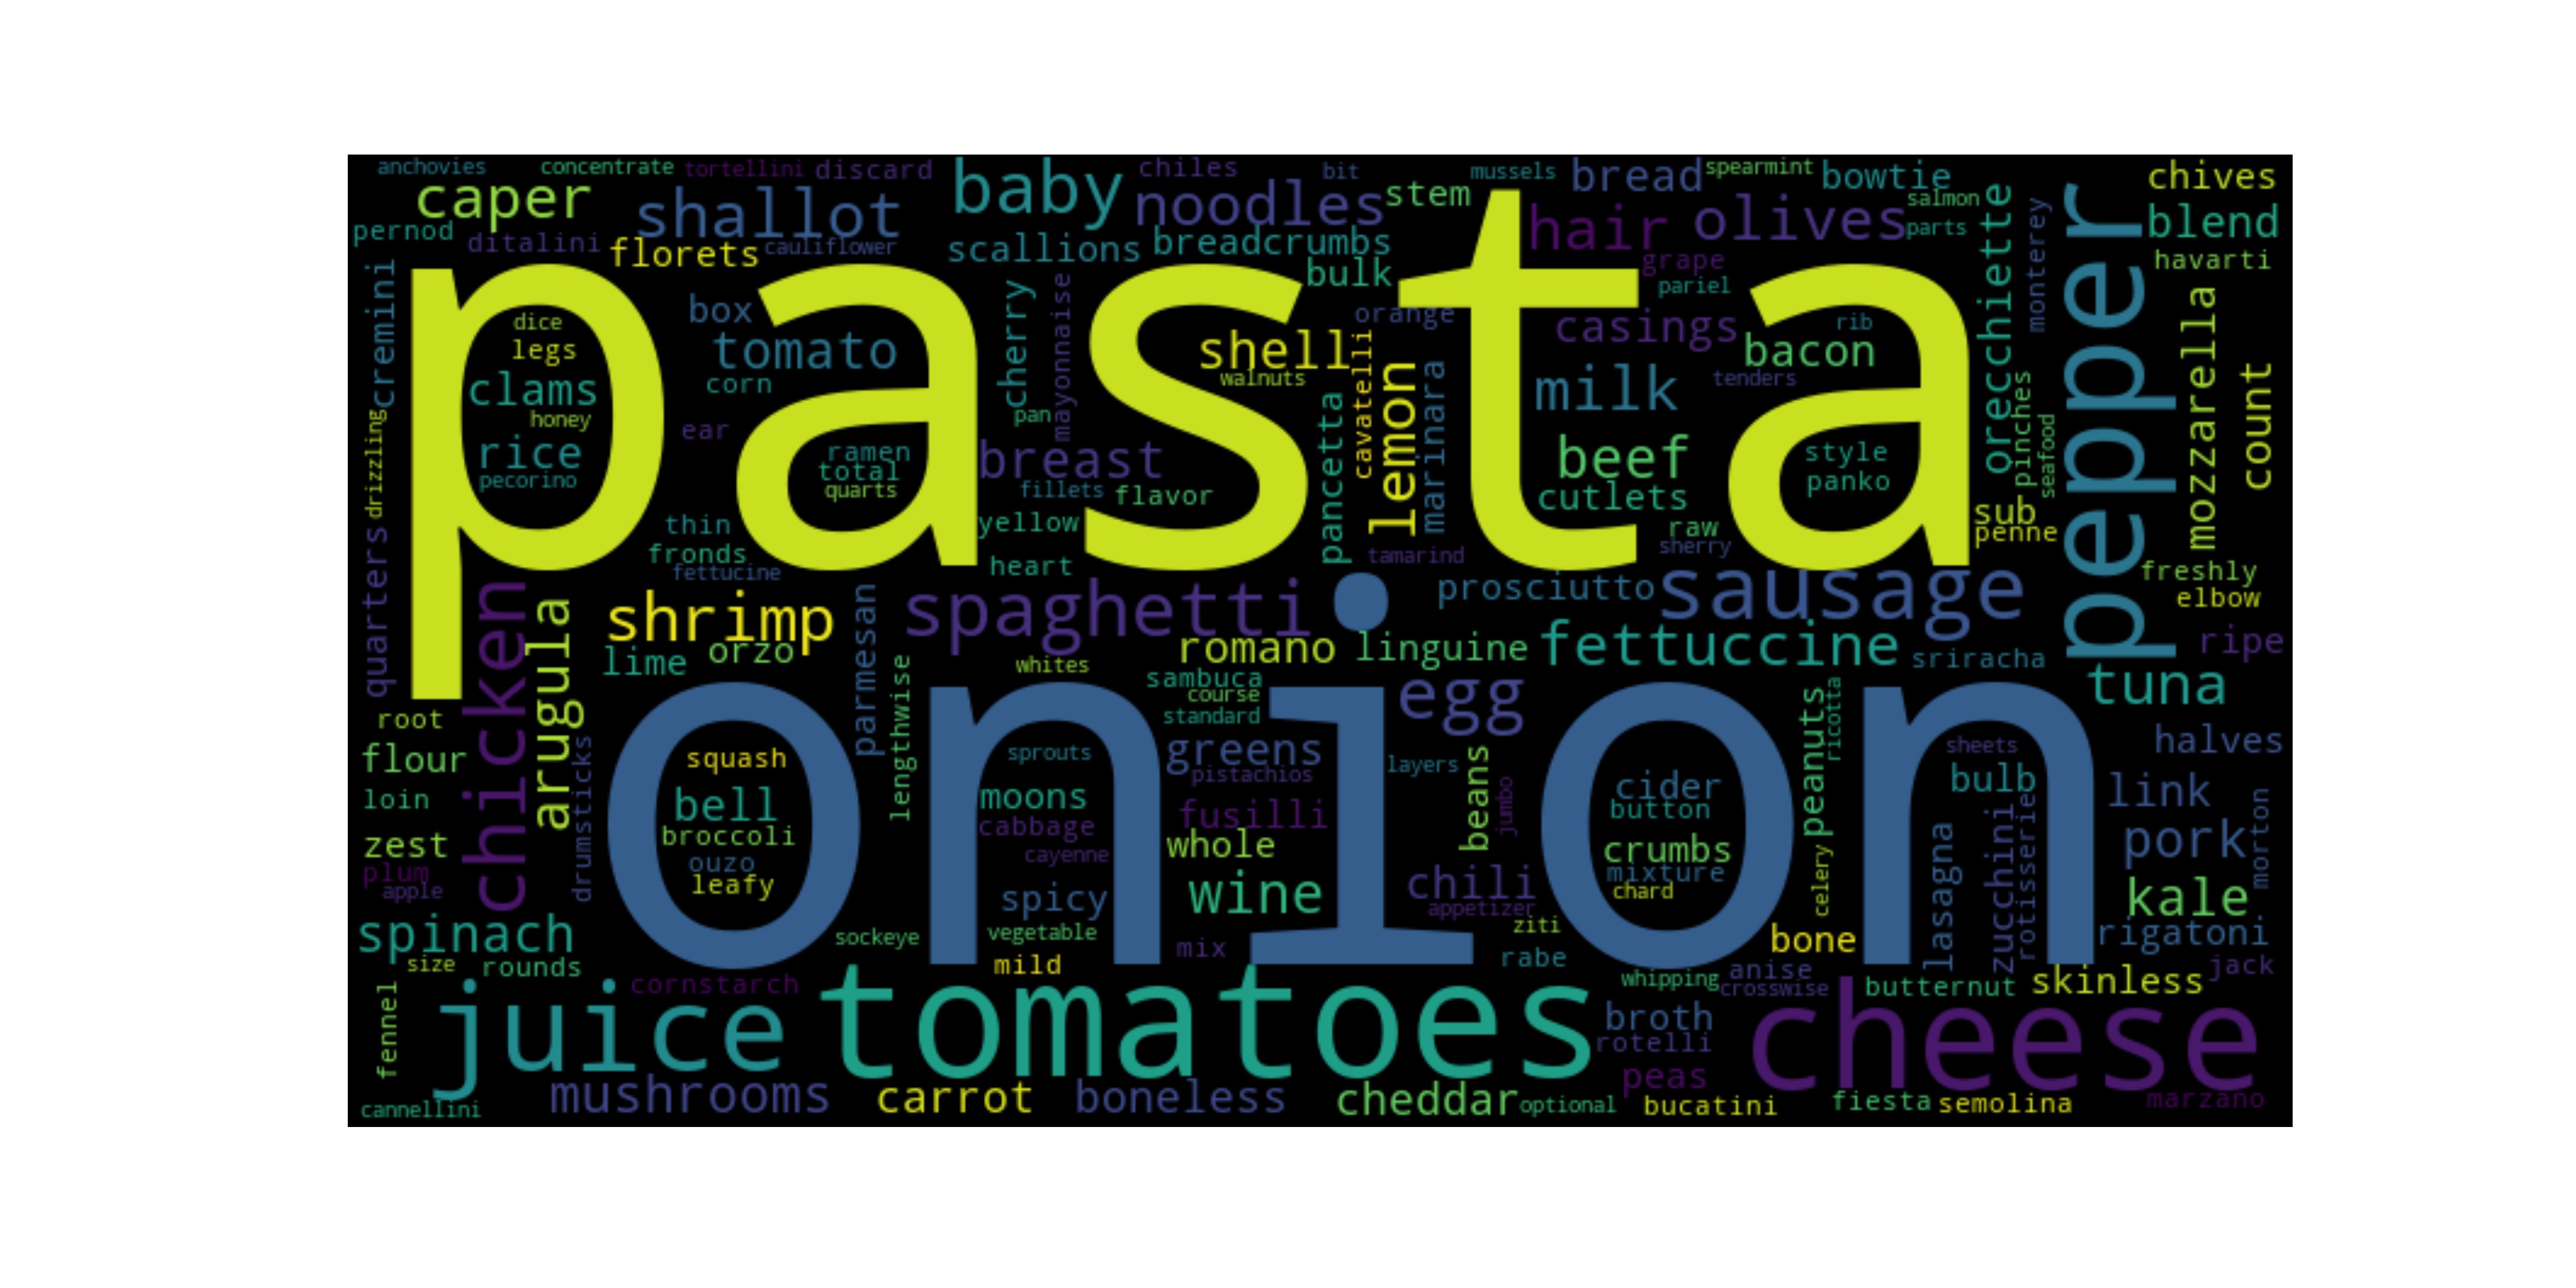 anchovies concentrate tortellini discard baby chiles bit mussels bread spearmint bowtie chives
caper shallot noodles stem hair olives salmon parts blend
pernod ditalini florets cauliflower scallions breadcrumbs bulk grape pariel orecchiette monterey pepper havarti
cremini
pasta
dice legs clams honey rice pecorino
box tomato corn ear ramen total quarts
cherry mayonnaise pan breast fillets flavor yellow heart
shell walnuts orange cavatelli lemon marinara pancetta tamarind
casings milk bacon rib tenders beef cutlets style panko raw sherry
pinches seafood mozzarella count sub penne
drizzling quarters thin fronds fettucine
freshly elbow
chicken arugula shrimp parmesan spaghetti prosciutto sausage
lime orzo whites romano linguine fettuccine sriracha ripe
tuna
root flour loin zest plum apple drumsticks lengthwise
sambuca course standard egg peanuts ricotta
onion
squash bell broccoli ouzo leafy
sprouts moons cabbage cayenne spicy vegetable mild
greens pistachios fusilli whole wine mix
layers beans jumbo chili appetizer ziti rabe
cider button crumbs mixture chard celery bone
sheets bulb lasagna zucchini rotisserie
halves link pork morton kale rigatoni jack
spinach size rounds sockeye
fennel juice cornstarch tomatoes whipping anise crosswise butternut skinless
broth rotelli peas cheese
cannellini mushrooms carrot boneless cheddar optional bucatini fiesta semolina marzano